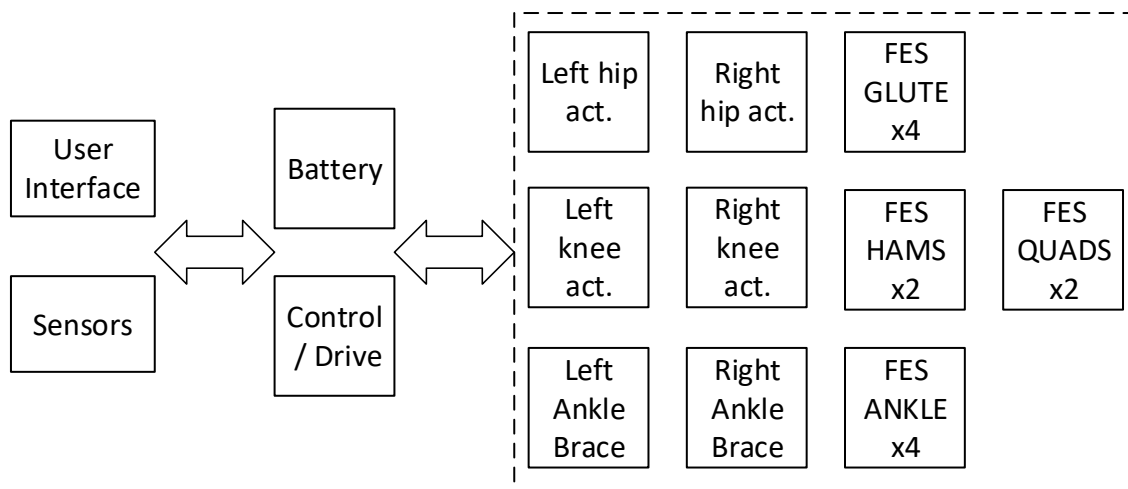 User
Interface
Sensors
Battery
Control
/ Drive
Left hip
act.
Right
hip act.
FES
GLUTE
x4
Left
knee
act.
Right
knee
act.
FES
HAMS
x2
FES
QUADS
x2
Left
Ankle
Brace
Right
Ankle
Brace
FES
ANKLE
x4